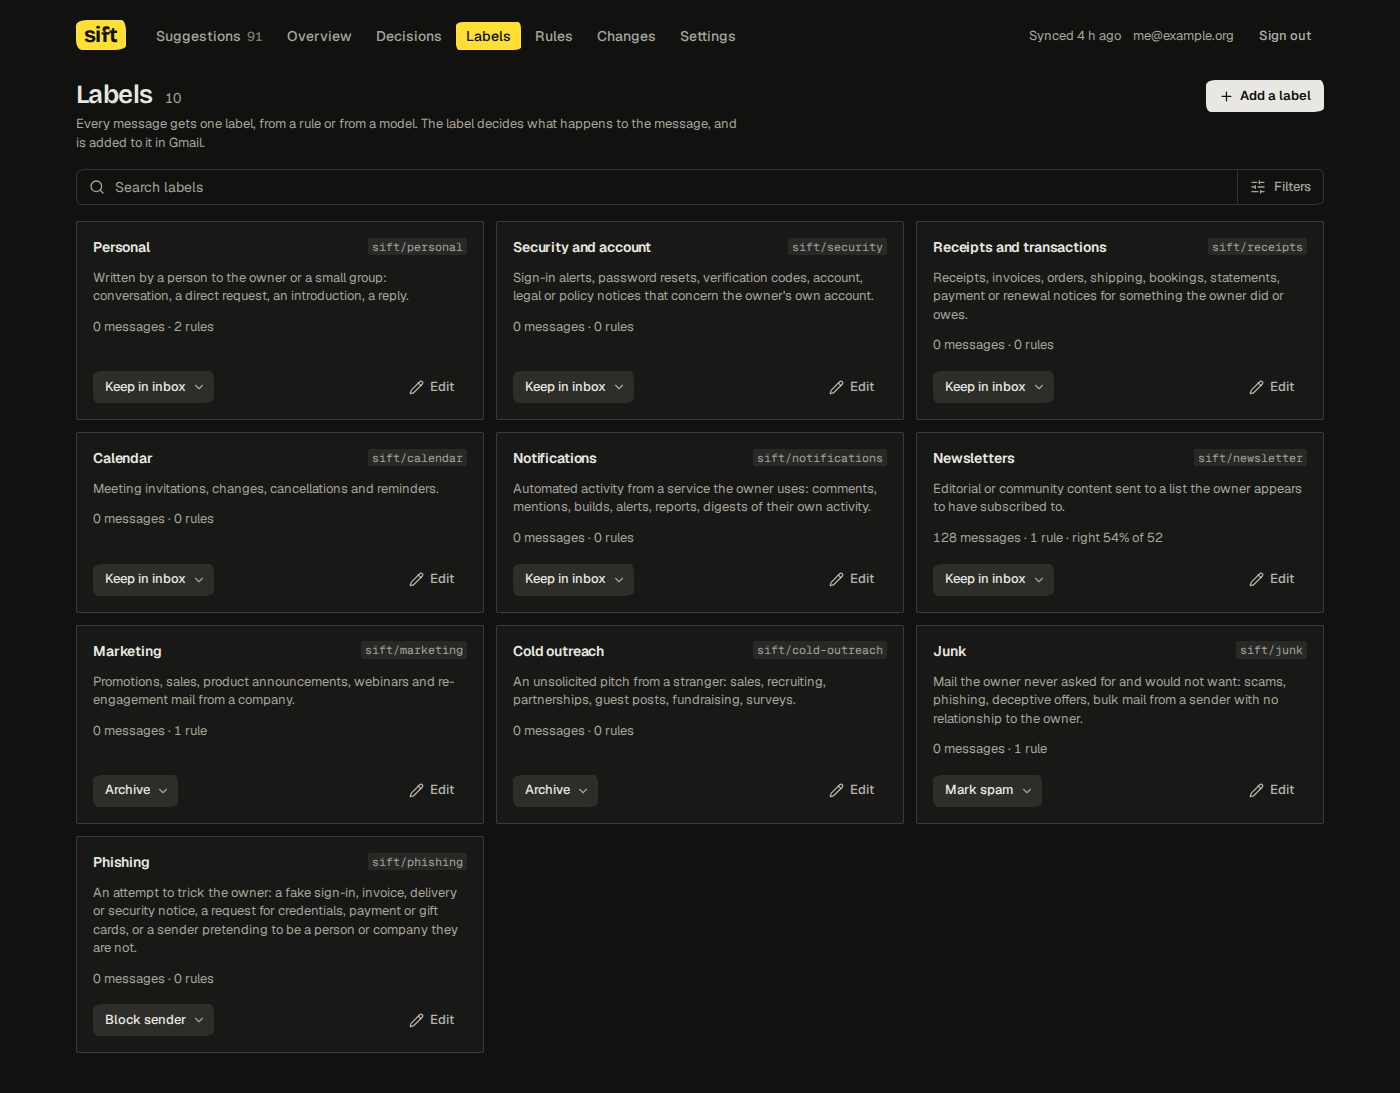 sift
Suggestions 91
Overview
Decisions
Labels
Rules
Changes
Settings
Synced 4 h ago
me@example.org
Sign out
Labels 10
Add a label
Every message gets one label, from a rule or from a model. The label decides what happens to the message, and
is added to it in Gmail.
Search labels
Filters
Personal
sift/personal
Written by a person to the owner or a small group:
conversation, a direct request, an introduction, a reply.
0 messages · 2 rules
Keep in inbox
Edit
Security and account
sift/security
Sign-in alerts, password resets, verification codes, account,
legal or policy notices that concern the owner's own account.
0 messages · 0 rules
Keep in inbox
Edit
Receipts and transactions
sift/receipts
Receipts, invoices, orders, shipping, bookings, statements,
payment or renewal notices for something the owner did or
owes.
0 messages · 0 rules
Keep in inbox
Edit
Calendar
sift/calendar
Meeting invitations, changes, cancellations and reminders.
0 messages · 0 rules
Keep in inbox
Edit
Notifications
sift/notifications
Automated activity from a service the owner uses: comments,
mentions, builds, alerts, reports, digests of their own activity.
0 messages · 0 rules
Keep in inbox
Edit
Newsletters
sift/newsletter
Editorial or community content sent to a list the owner appears
to have subscribed to.
128 messages · 1 rule · right 54% of 52
Keep in inbox
Edit
Marketing
sift/marketing
Promotions, sales, product announcements, webinars and re-
engagement mail from a company.
0 messages · 1 rule
Archive
Edit
Cold outreach
sift/cold-outreach
An unsolicited pitch from a stranger: sales, recruiting,
partnerships, guest posts, fundraising, surveys.
0 messages · 0 rules
Archive
Edit
Junk
sift/junk
Mail the owner never asked for and would not want: scams,
phishing, deceptive offers, bulk mail from a sender with no
relationship to the owner.
0 messages · 1 rule
Mark spam
Edit
Phishing
sift/phishing
An attempt to trick the owner: a fake sign-in, invoice, delivery
or security notice, a request for credentials, payment or gift
cards, or a sender pretending to be a person or company they
are not.
0 messages · 0 rules
Block sender
Edit